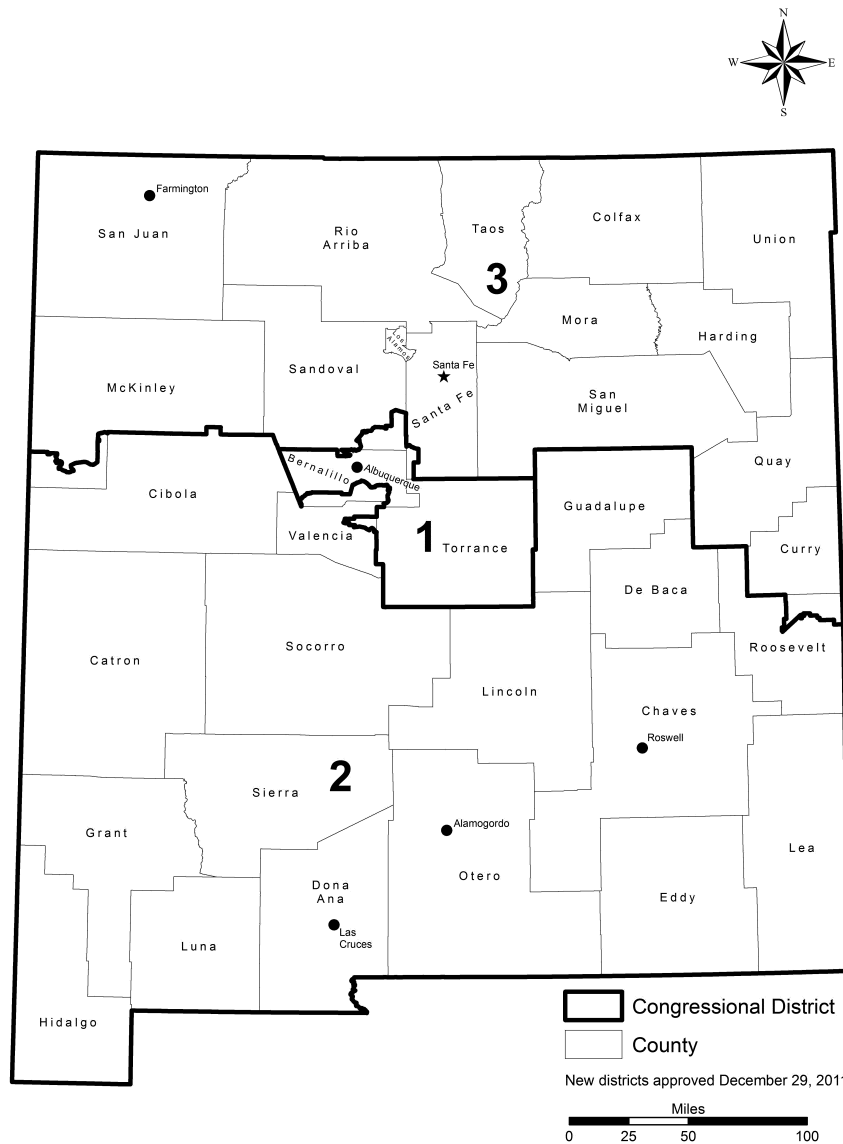 N
W
E
S
Farmington
San Juan
Rio
Arriba
Taos
Colfax
Union
3
Mora
Harding
Los
Alamos
Sandoval
Santa Fe
McKinley
San
Miguel
Santa Fe
Bernalillo
Albuquerque
Quay
Cibola
Guadalupe
Valencia
1
Torrance
Curry
De Baca
Socorro
Roosevelt
Catron
Lincoln
Chaves
Roswell
2
Sierra
Alamogordo
Grant
Lea
Otero
Dona
Ana
Eddy
Las
Cruces
Luna
Hidalgo
Congressional District
County
New districts approved December 29, 2011
Miles
0 25 50 100